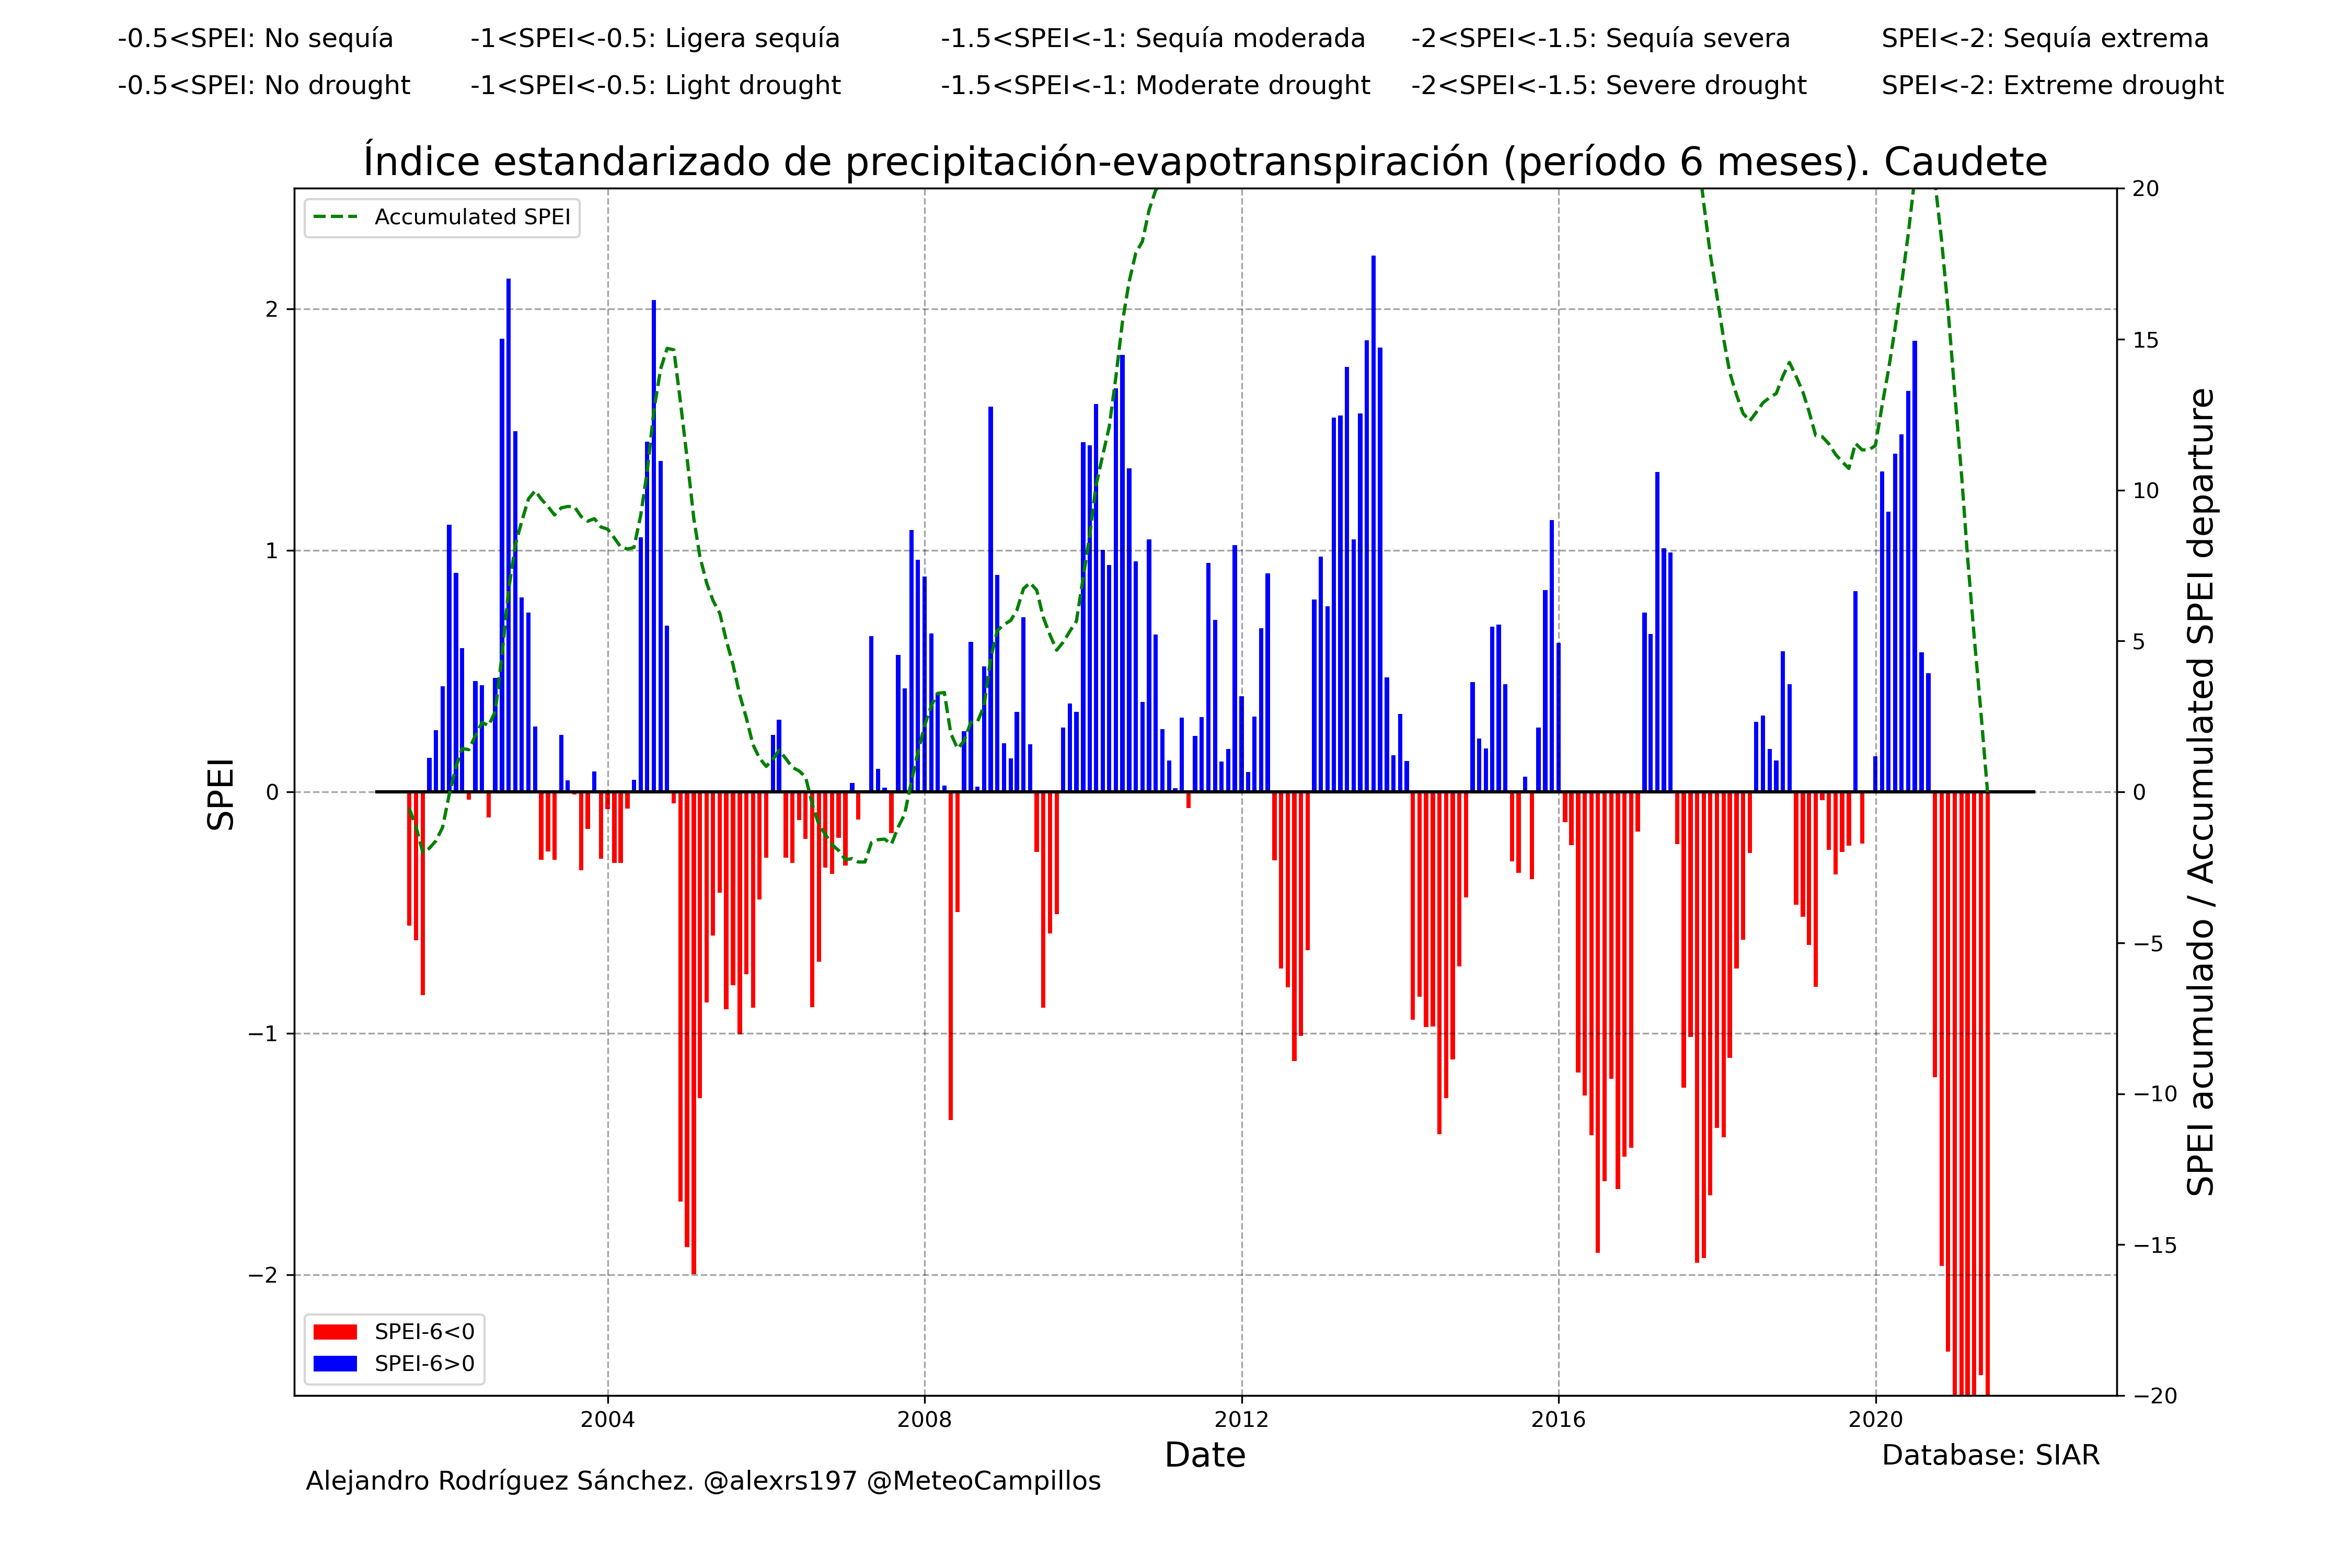 -0.5<SPEI: No sequía -1<SPEI<-0.5: Ligera sequía -1.5<SPEI<-1: Sequía moderada -2<SPEI<-1.5: Sequía severa SPEI<-2: Sequía extrema
-0.5<SPEI: No drought -1<SPEI<-0.5: Light drought -1.5<SPEI<-1: Moderate drought -2<SPEI<-1.5: Severe drought SPEI<-2: Extreme drought
Índice estandarizado de precipitación-evapotranspiración (período 6 meses). Caudete
Accumulated SPEI
SPEI
2
1
0
−1
−2
20
15
10
5
0
−5
−10
−15
−20
SPEI acumulado / Accumulated SPEI departure
SPEI-6<0
SPEI-6>0
2004 2008 2012 2016 2020
Date
Database: SIAR
Alejandro Rodríguez Sánchez. @alexrs197 @MeteoCampillos